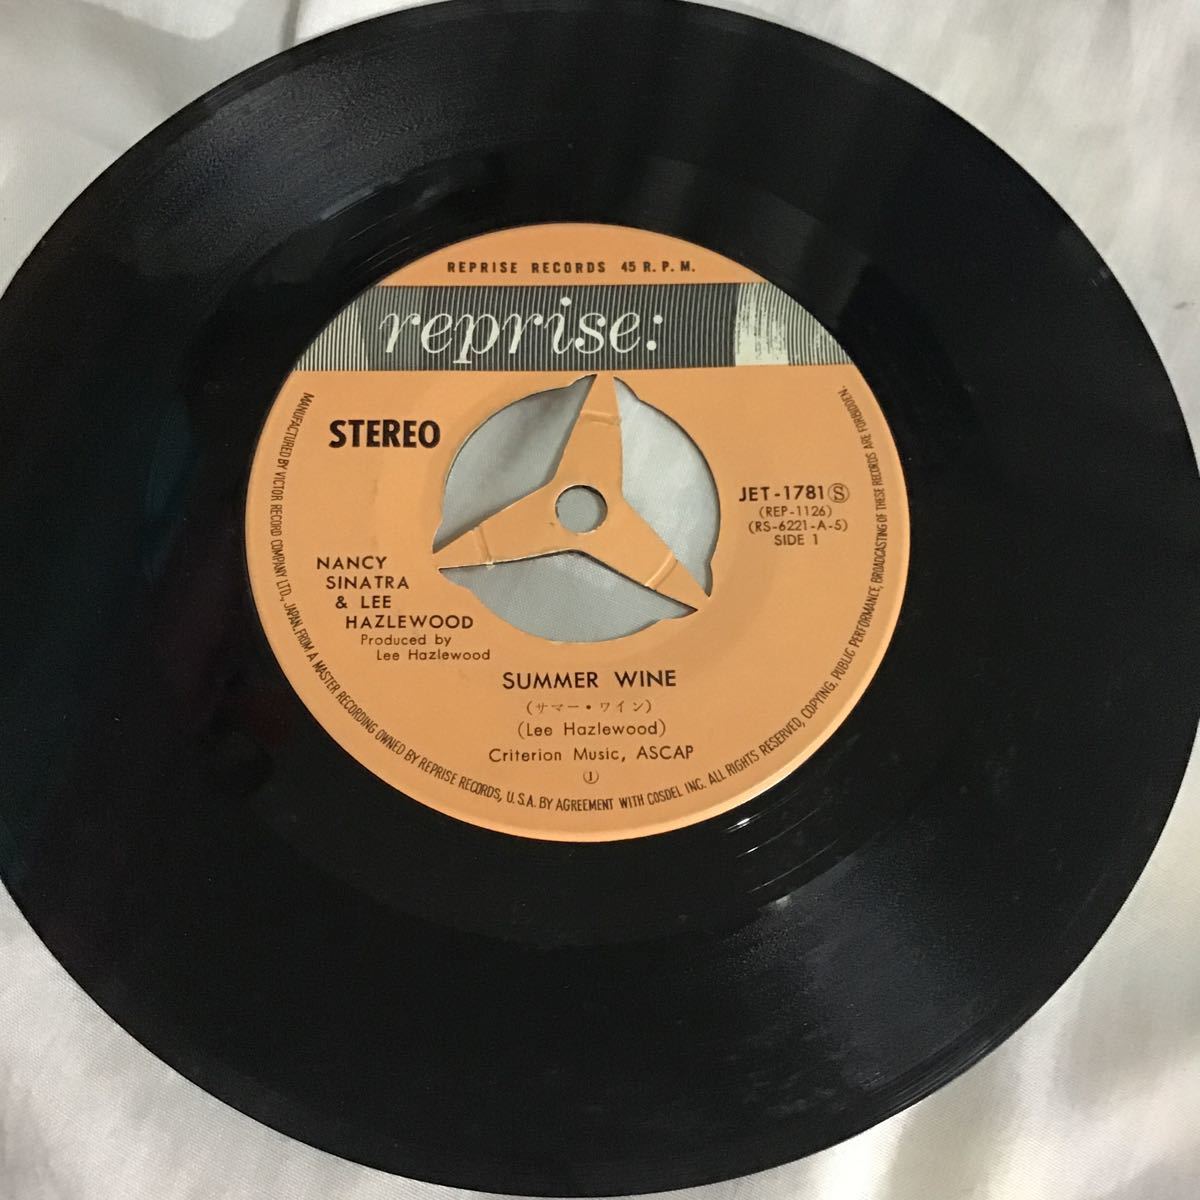 REPRISE RECORDS 45 R.P.M.
reprise:
STEREO
JET-1781 Ⓢ
(REP-1126)
(RS-6221-A-5)
SIDE 1
NANCY
SINATRA
& LEE
HAZLEWOOD
Produced by
Lee Hazlewood
SUMMER WINE
(サマー・ワイン)
(Lee Hazlewood)
Criterion Music, ASCAP
①
MANUFACTURED BY VICTOR RECORD COMPANY LTD., JAPAN. FROM A MASTER RECORDING OWNED BY REPRISE RECORDS, U.S.A. BY AGREEMENT WITH COSDEL INC. ALL RIGHTS RESERVED, COPYING, PUBLIC PERFORMANCE, BROADCASTING OF THESE RECORDS ARE FORBIDDEN.